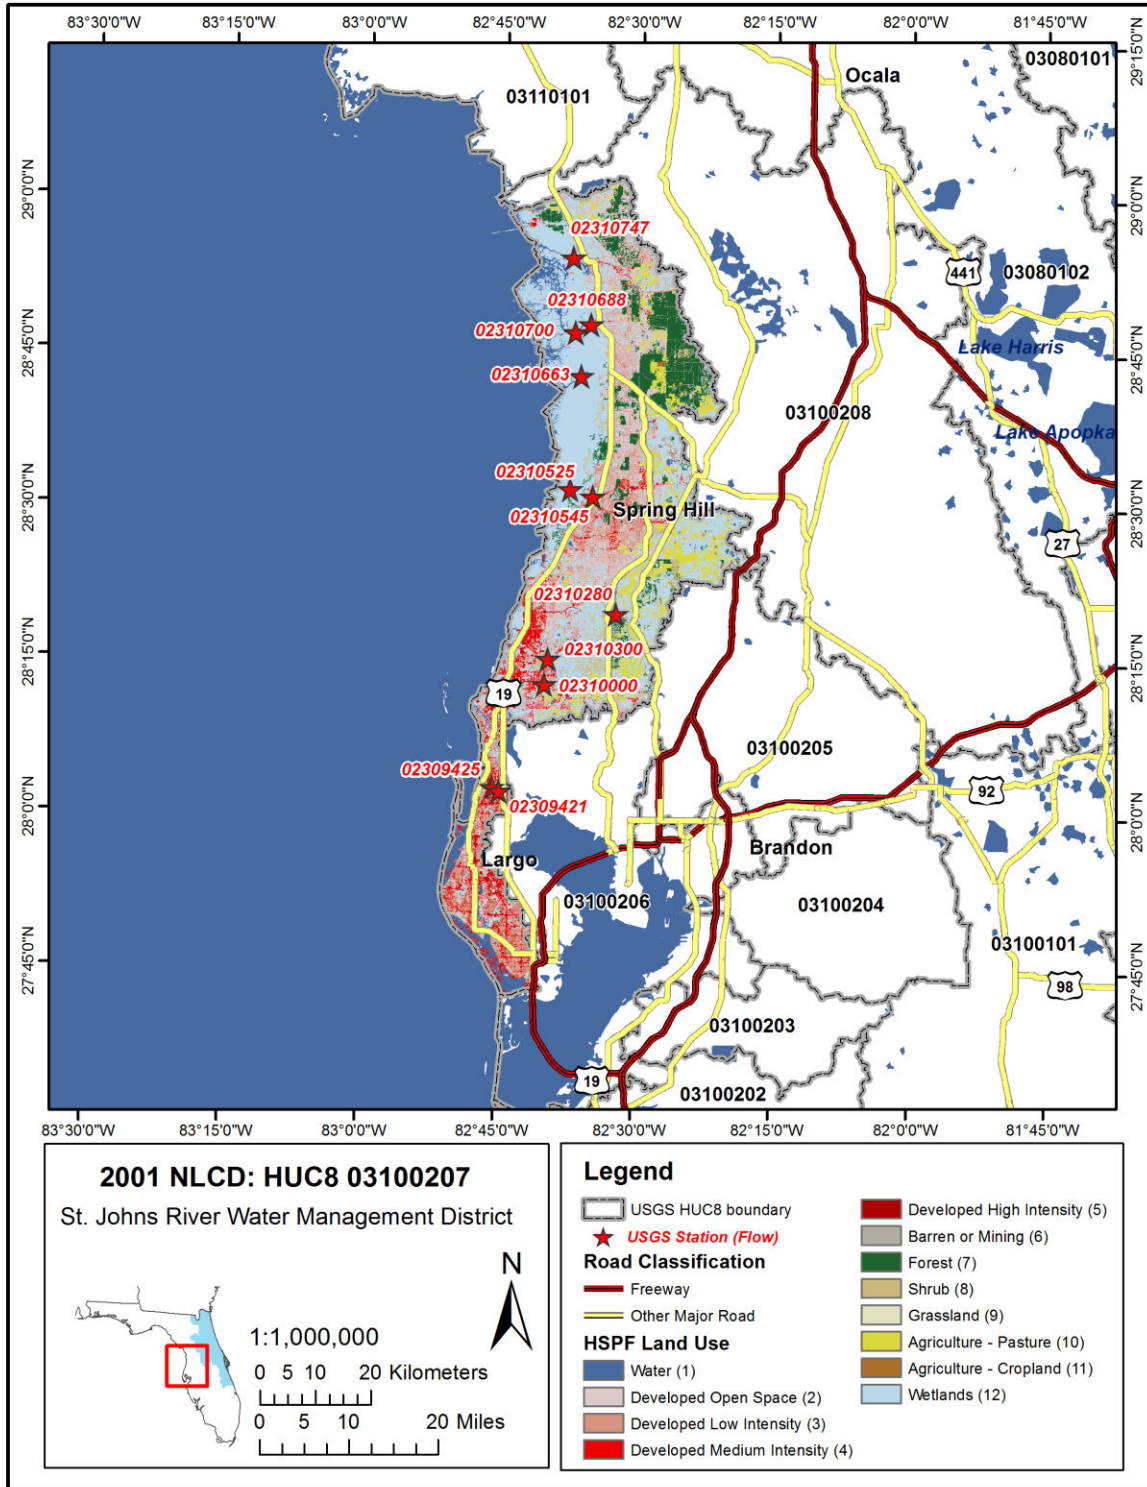 83°30'0"W 83°15'0"W 83°0'0"W 82°45'0"W 82°30'0"W 82°15'0"W 82°0'0"W 81°45'0"W
28°15'0"N
29°0'0"N
28°45'0"N
28°30'0"N
28°15'0"N
28°0'0"N
27°45'0"N
29°0'0"N
28°45'0"N
28°30'0"N
28°15'0"N
28°0'0"N
27°45'0"N
03080101
Ocala
03110101
02310747
441
03080102
02310688
02310700
Lake Harris
02310663
03100208
Lake Apopka
02310525
02310545
Spring Hill
27
02310280
02310300
02310000
19
03100205
02309425
02309421
92
Brandon
Largo
03100206
03100204
03100101
98
03100203
19
03100202
83°30'0"W 83°15'0"W 83°0'0"W 82°45'0"W 82°30'0"W 82°15'0"W 82°0'0"W 81°45'0"W
2001 NLCD: HUC8 03100207
St. Johns River Water Management District
N
1:1,000,000
0 5 10 20 Kilometers
0 5 10 20 Miles
Legend
USGS HUC8 boundary
USGS Station (Flow)
Road Classification
Freeway
Other Major Road
HSPF Land Use
Water (1)
Developed Open Space (2)
Developed Low Intensity (3)
Developed Medium Intensity (4)
Developed High Intensity (5)
Barren or Mining (6)
Forest (7)
Shrub (8)
Grassland (9)
Agriculture - Pasture (10)
Agriculture - Cropland (11)
Wetlands (12)